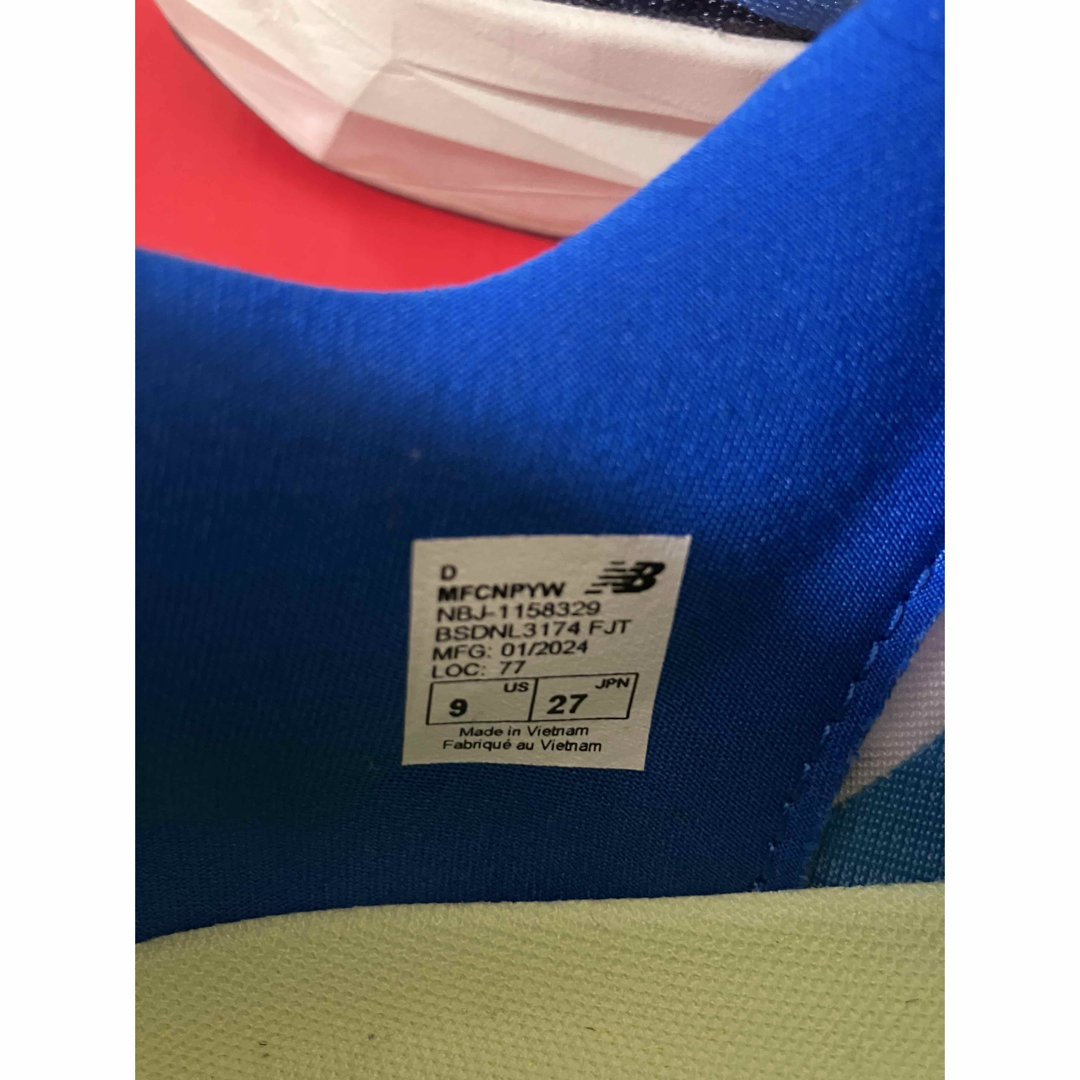 D
MFCNPYW
NBJ-1158329
BSDNL3174 FJT
MFG: 01/2024
LOC: 77
9 US 27 JPN
Made in Vietnam
Fabriqué au Vietnam